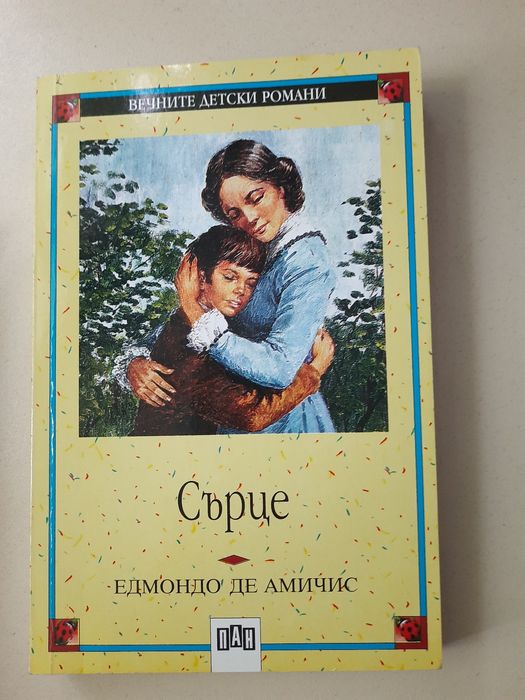 ВЕЧНИТЕ ДЕТСКИ РОМАНИ
Сърце
ЕДМОНДО ДЕ АМИЧИС
ПАН